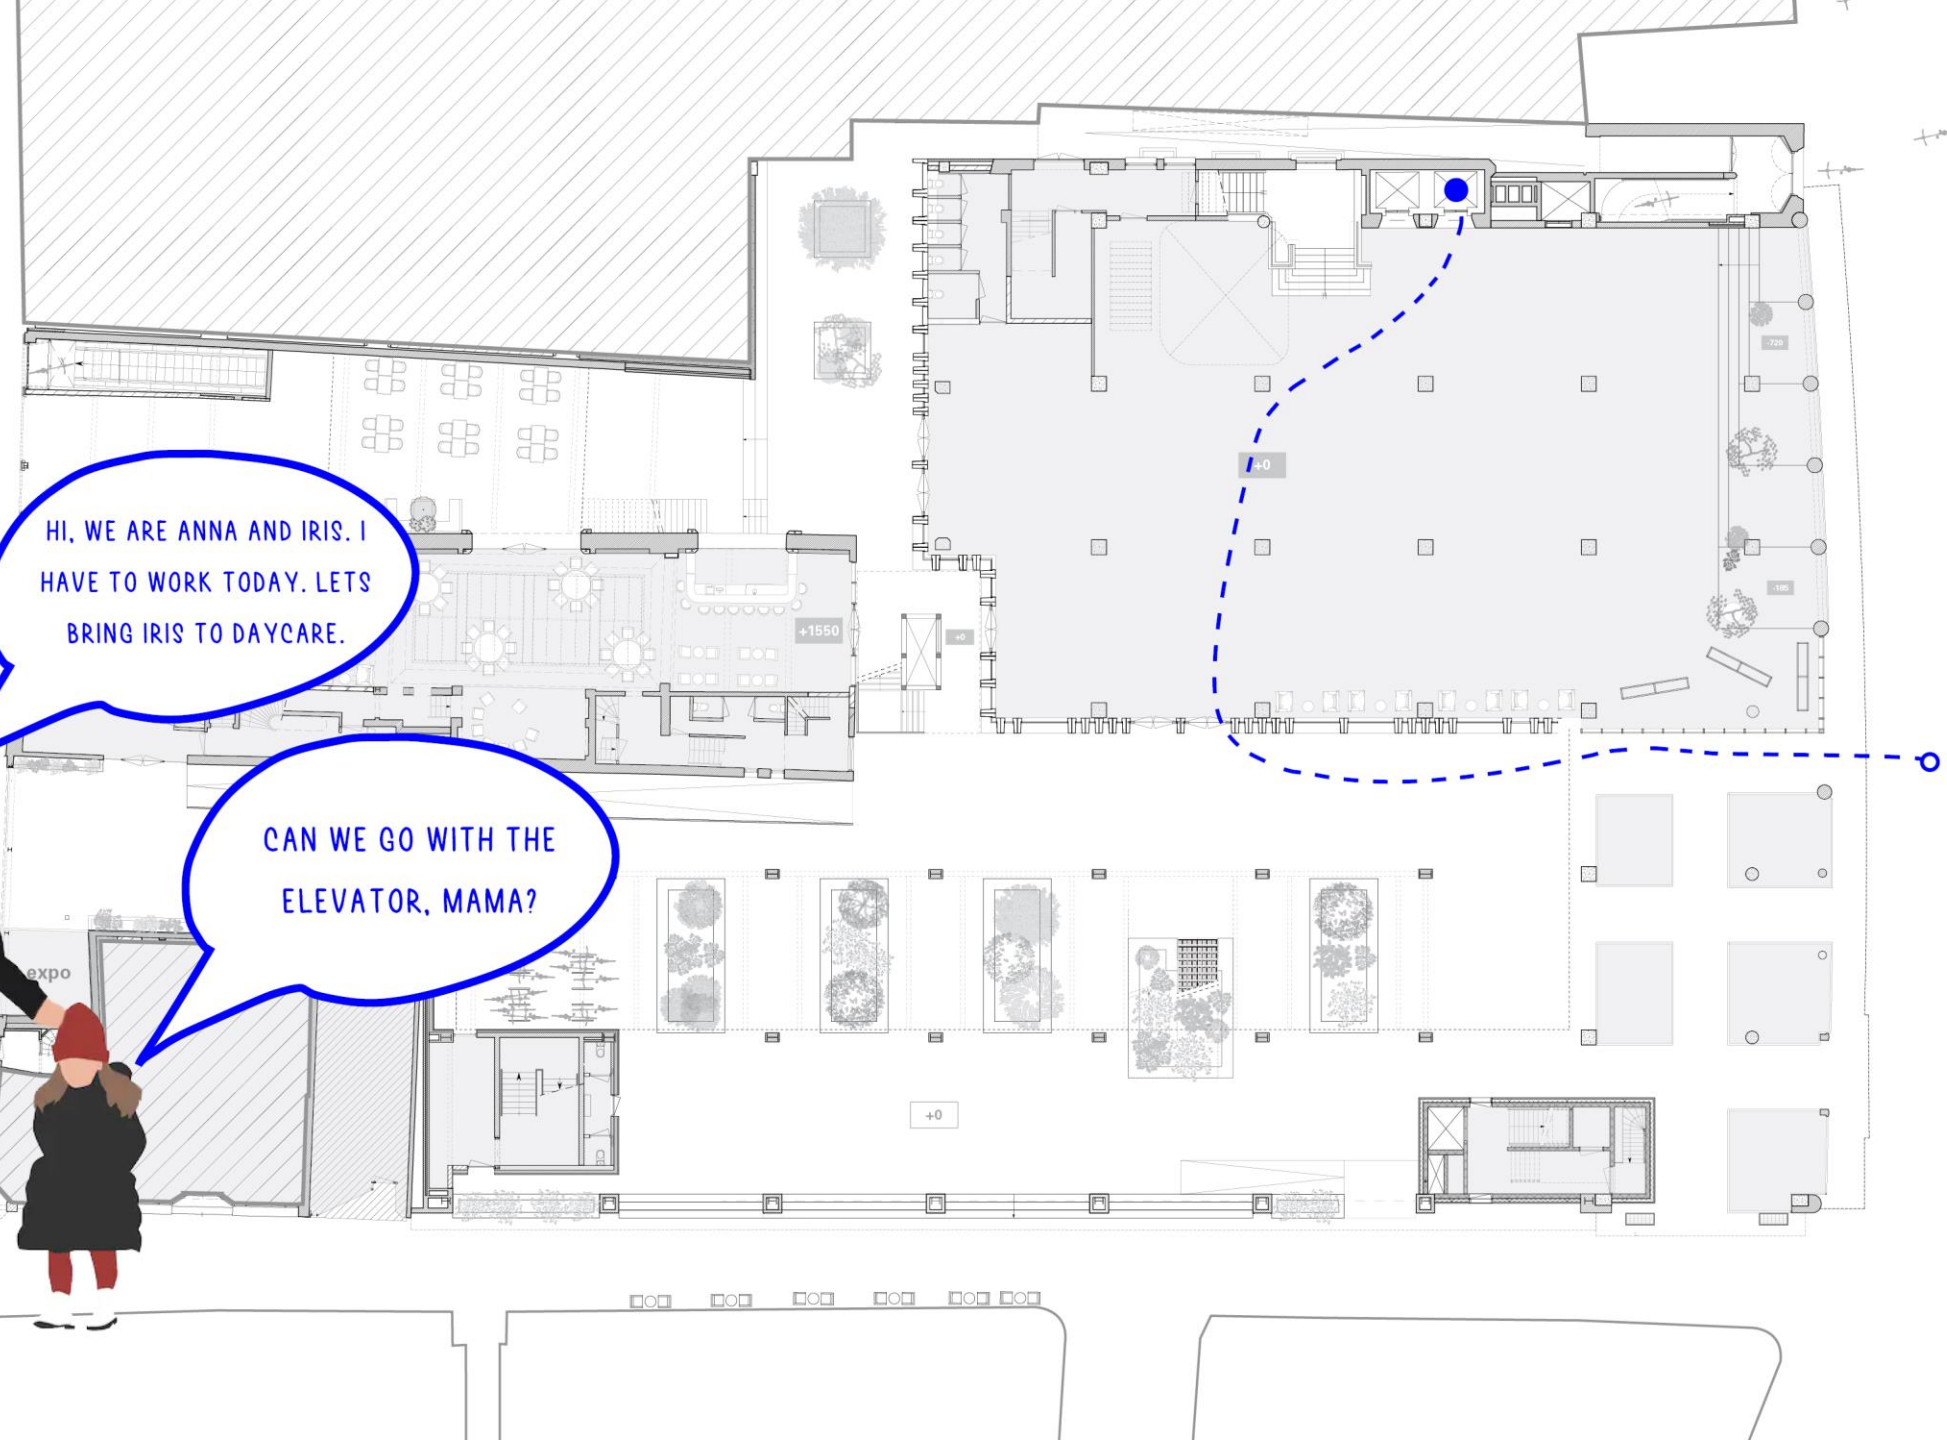 -720
+0
HI, WE ARE ANNA AND IRIS. I
HAVE TO WORK TODAY. LETS
BRING IRIS TO DAYCARE.
+1550
+0
CAN WE GO WITH THE
ELEVATOR, MAMA?
expo
+0